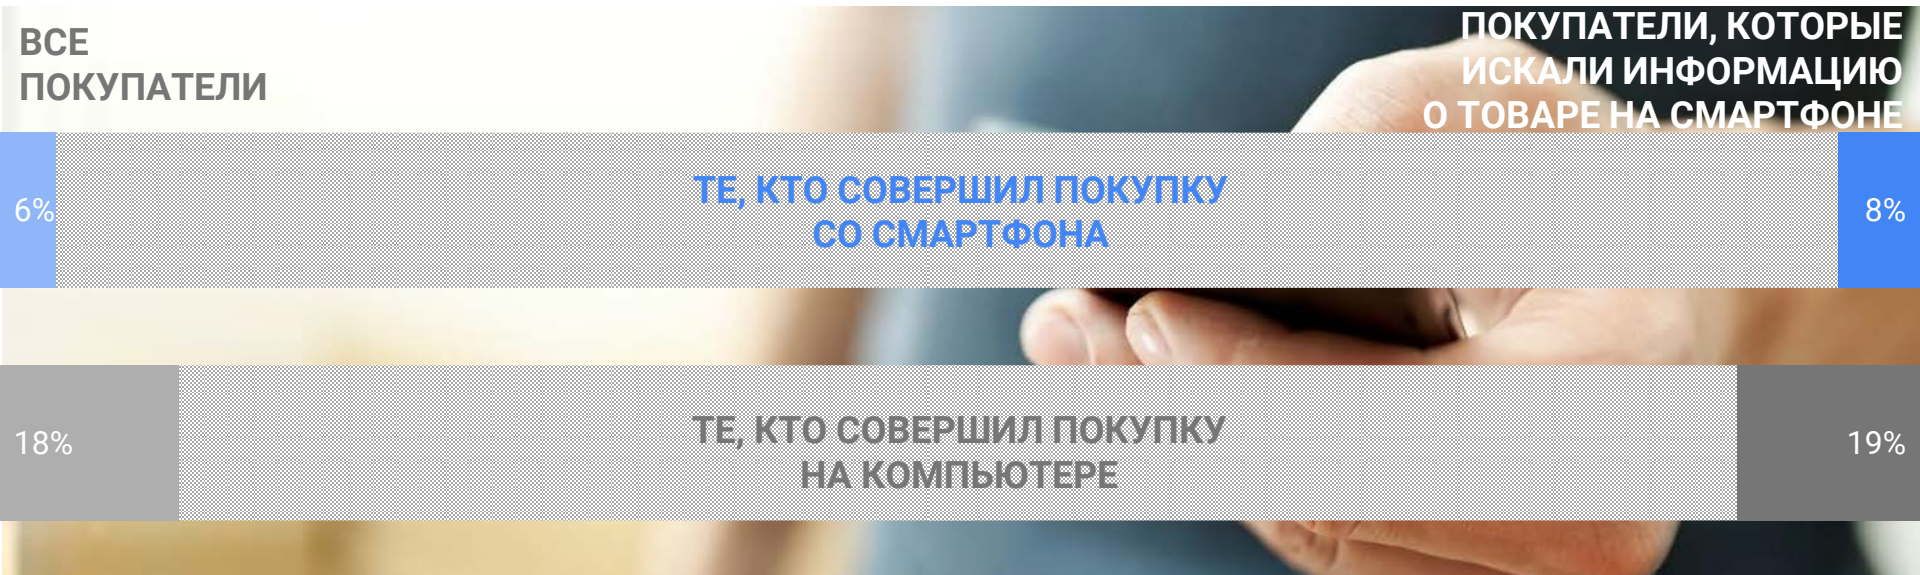 ВСЕ
ПОКУПАТЕЛИ
ПОКУПАТЕЛИ, КОТОРЫЕ
ИСКАЛИ ИНФОРМАЦИЮ
О ТОВАРЕ НА СМАРТФОНЕ
6%
ТЕ, КТО СОВЕРШИЛ ПОКУПКУ
СО СМАРТФОНА
8%
18%
ТЕ, КТО СОВЕРШИЛ ПОКУПКУ
НА КОМПЬЮТЕРЕ
19%